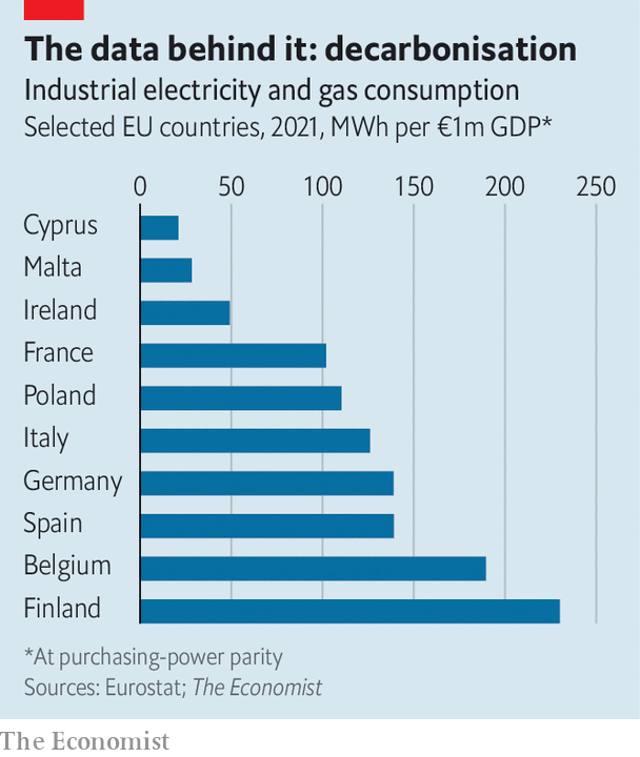 The data behind it: decarbonisation
Industrial electricity and gas consumption
Selected EU countries, 2021, MWh per €1m GDP*
0 50 100 150 200 250
Cyprus
Malta
Ireland
France
Poland
Italy
Germany
Spain
Belgium
Finland
*At purchasing-power parity
Sources: Eurostat; The Economist
The Economist